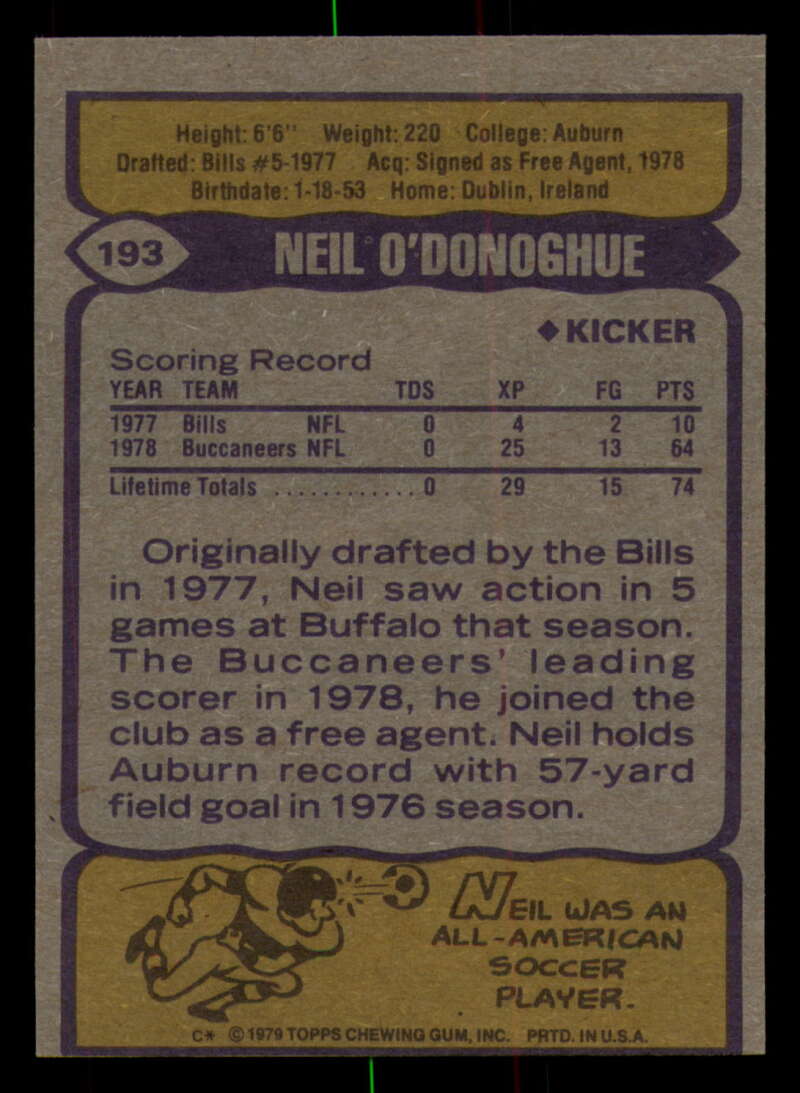 Height: 6'6" Weight: 220 College: Auburn
Drafted: Bills #5-1977 Acq: Signed as Free Agent, 1978
Birthdate: 1-18-53 Home: Dublin, Ireland
193 NEIL O'DONOGHUE
◆ KICKER
Scoring Record
YEAR TEAM TDS XP FG PTS
1977 Bills NFL 0 4 2 10
1978 Buccaneers NFL 0 25 13 64
Lifetime Totals ............ 0 29 15 74
Originally drafted by the Bills
in 1977, Neil saw action in 5
games at Buffalo that season.
The Buccaneers' leading
scorer in 1978, he joined the
club as a free agent. Neil holds
Auburn record with 57-yard
field goal in 1976 season.
NEIL WAS AN
ALL-AMERICAN
SOCCER
PLAYER.
C* © 1979 TOPPS CHEWING GUM, INC. PRTD. IN U.S.A.